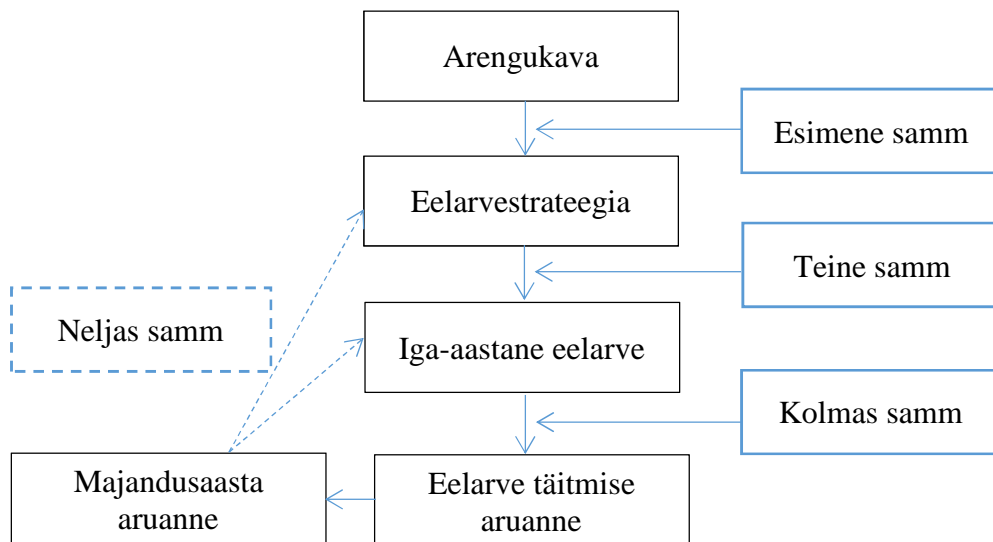 Arengukava
Esimene samm
Eelarvestrateegia
Teine samm
Neljas samm
Iga-aastane eelarve
Kolmas samm
Majandusaasta
aruanne
Eelarve täitmise
aruanne